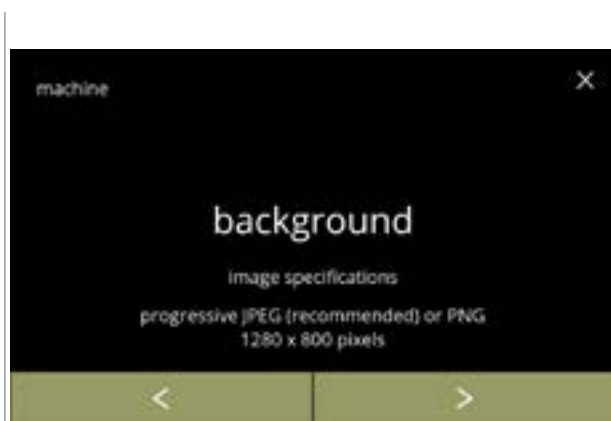 machine
background
image specifications
progressive JPEG (recommended) or PNG
1280 x 800 pixels